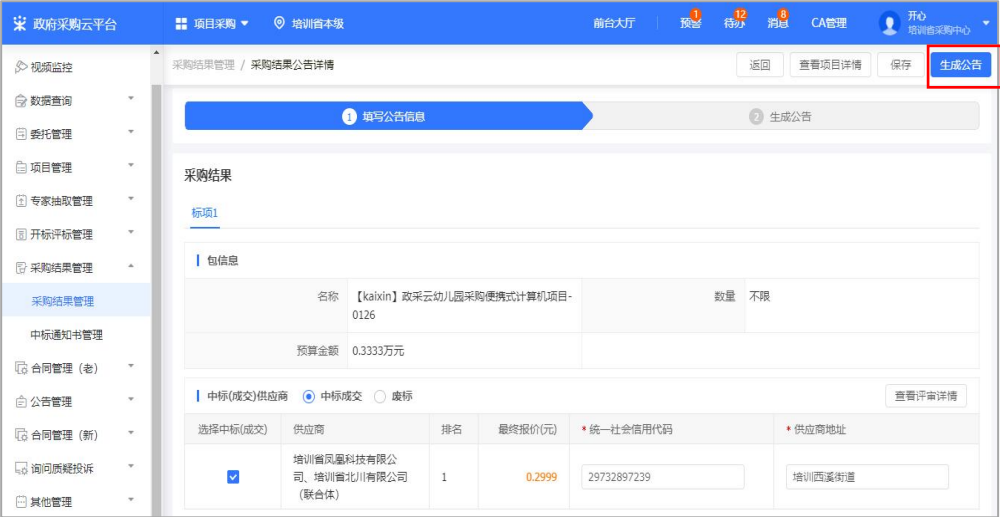 政府采购云平台
项目采购
培训省本级
前台大厅
预警
1
待办
12
消息
8
CA管理
开心
培训省采购中心
视频监控
数据查询
委托管理
项目管理
专家抽取管理
开标评标管理
采购结果管理
采购结果管理
中标通知书管理
合同管理（老）
公告管理
合同管理（新）
询问质疑投诉
其他管理
采购结果管理 / 采购结果公告详情
返回
查看项目详情
保存
生成公告
1 填写公告信息
2 生成公告
采购结果
标项1
包信息
名称
【kaixin】政采云幼儿园采购便携式计算机项目-
0126
数量
不限
预算金额
0.3333万元
中标(成交)供应商
中标成交
废标
查看评审详情
选择中标(成交)
供应商
排名
最终报价(元)
* 统一社会信用代码
* 供应商地址
培训省凤凰科技有限公
司、培训省北川有限公司
（联合体）
1
0.2999
29732897239
培训西溪街道